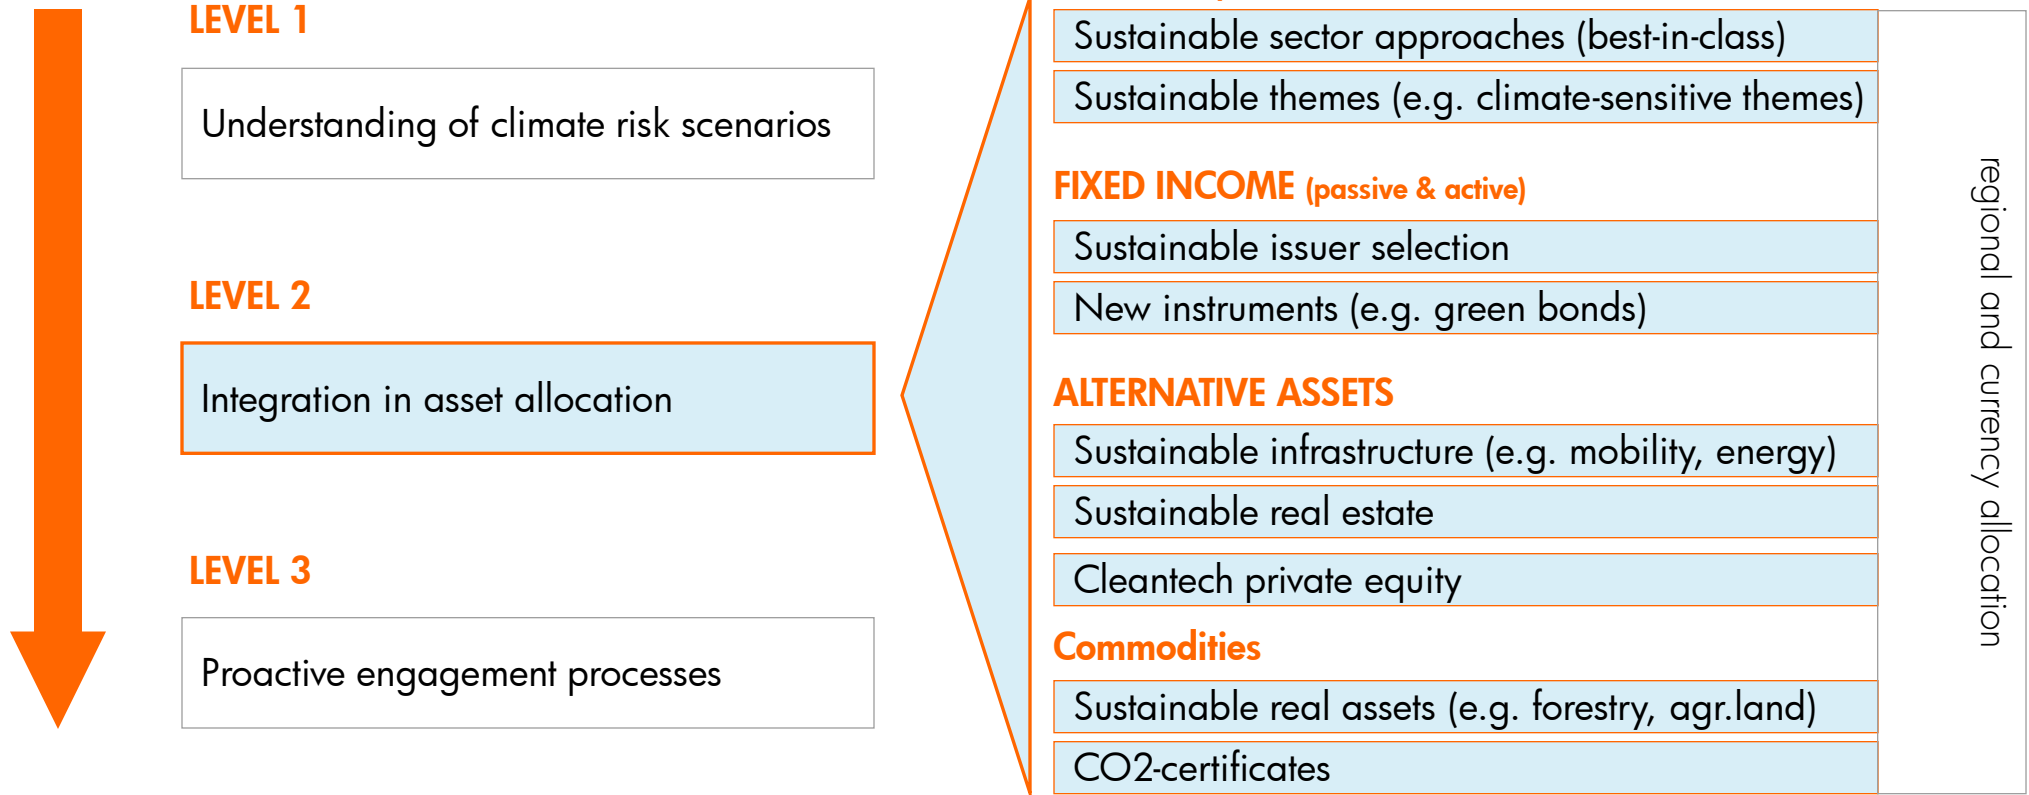 LEVEL 1
Understanding of climate risk scenarios
LEVEL 2
Integration in asset allocation
LEVEL 3
Proactive engagement processes
Sustainable sector approaches (best-in-class)
Sustainable themes (e.g. climate-sensitive themes)
FIXED INCOME (passive & active)
Sustainable issuer selection
New instruments (e.g. green bonds)
ALTERNATIVE ASSETS
Sustainable infrastructure (e.g. mobility, energy)
Sustainable real estate
Cleantech private equity
Commodities
Sustainable real assets (e.g. forestry, agr.land)
CO2-certificates
regional and currency allocation